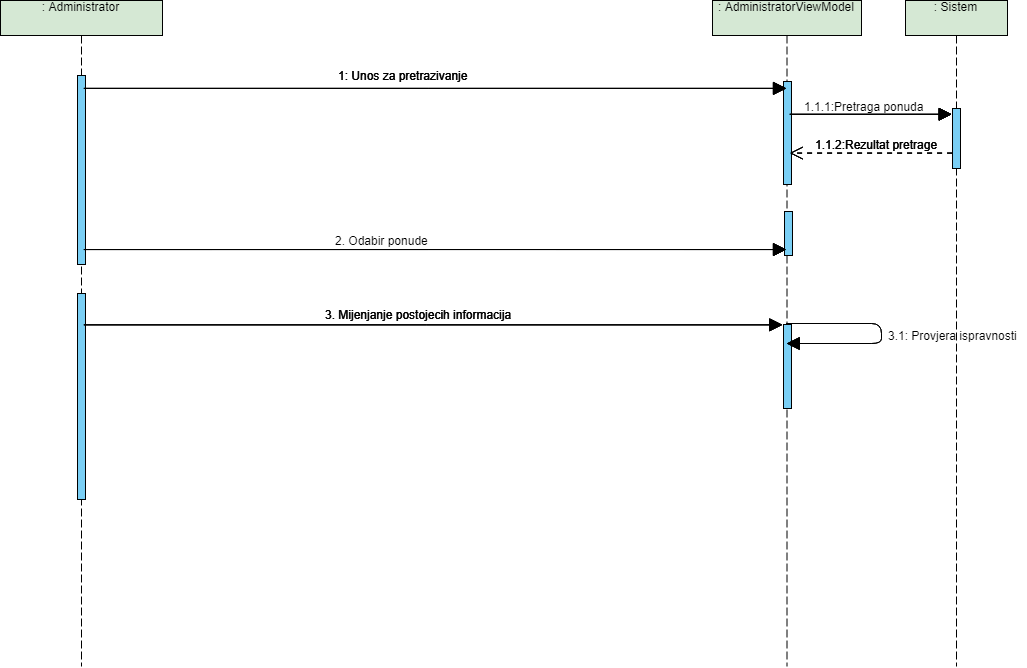 : Administrator
: AdministratorViewModel
: Sistem
1: Unos za pretrazivanje
1.1.1:Pretraga ponuda
1.1.2:Rezultat pretrage
2. Odabir ponude
3. Mijenjanje postojecih informacija
3.1: Provjera ispravnosti